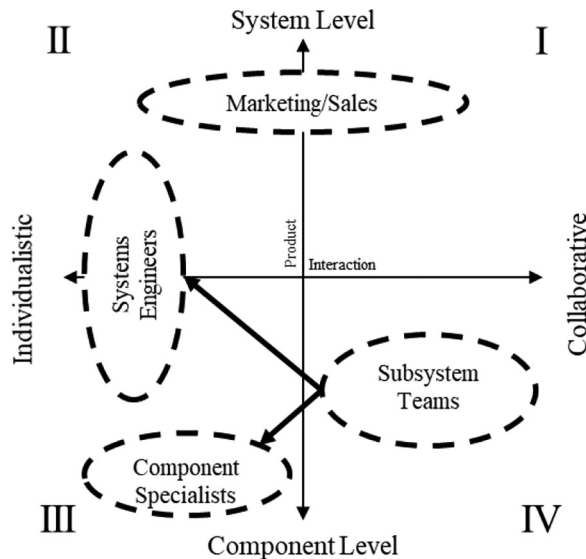 II
System Level
I
Marketing/Sales
Individualistic
Systems
Engineers
Product
Interaction
Collaborative
Subsystem
Teams
Component
Specialists
III
Component Level
IV